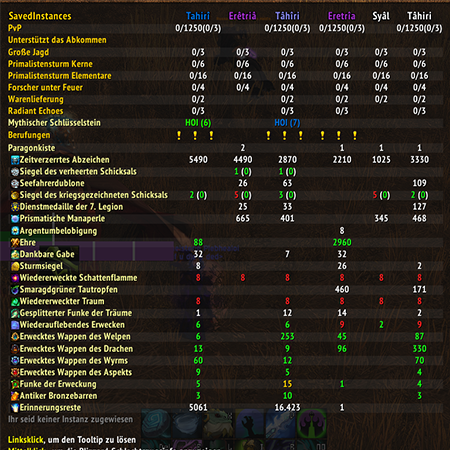 SavedInstances Tahiri Erêtriâ Tâhiri Eretria Syâl Táhiri
PvP 0/1250(0/3) 0/1250(0/3) 0/1250(0/3) 0/1250(0/3)
Unterstützt das Abkommen
Große Jagd 0/3 0/3 0/3 0/3 0/3 0/3
Primalistensturm Kerne 0/6 0/6 0/6 0/6 0/6 0/6
Primalistensturm Elementare 0/16 0/16 0/16 0/16 0/16 0/16
Forscher unter Feuer 0/4 0/4 0/4 0/4 0/4 0/4
Warenlieferung 0/2 0/2 0/2 0/2 0/2
Radiant Echoes 0/3 0/3 0/3
Mythischer Schlüsselstein HOI (6) HOI (7)
Berufungen ! ! ! ! ! ! ! ! !
Paragonkiste 2 1 1 1
Zeitverzerrtes Abzeichen 5490 4490 2870 2210 1025 3330
Siegel des verheerten Schicksals 1 (0) 1 (0)
Seefahrerdublone 26 63 109
Siegel des kriegsgezeichneten Schicksals 2 (0) 5 (0) 3 (0) 5 (0) 2 (0)
Dienstmedaille der 7. Legion 25 33 127
Prismatische Manaperle 665 401 345 468
Argentumbelobigung 8
Ehre 88 2960
Dankbare Gabe 32 7 32
Sturmsiegel 8 26 2
Wiedererweckte Schattenflamme 8 8 8 8 8 8
Smaragdgrüner Tautropfen 460 171
Wiedererweckter Traum 8 8 8 8 8
Gesplitterter Funke der Träume 1 12 14 2
Wiederauflebendes Erwecken 6 6 9 2 9
Erwecktes Wappen des Welpen 6 253 45 87
Erwecktes Wappen des Drachen 13 9 96 330
Erwecktes Wappen des Wyrms 60 12 70
Erwecktes Wappen des Aspekts 9 5 4
Funke der Erweckung 5 15 1 4
Antiker Bronzebarren 3 10 3
Erinnerungsreste 5061 16.423 1
Ihr seid keiner Instanz zugewiesen
Linksklick, um den Tooltip zu lösen